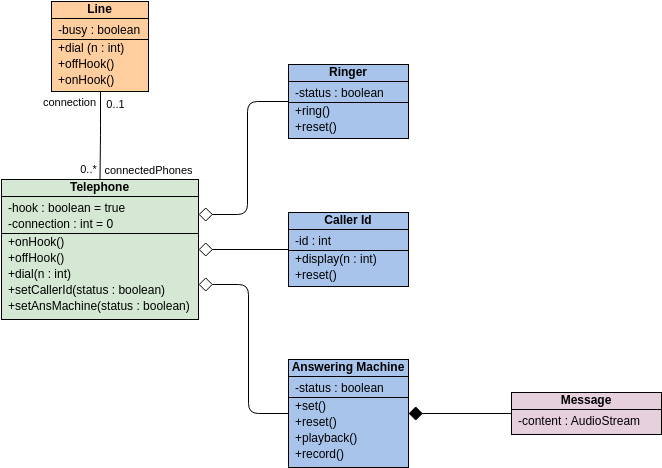 Line
-busy : boolean
+dial (n : int)
+offHook()
+onHook()
connection
0..1
0..*
connectedPhones
Telephone
-hook : boolean = true
-connection : int = 0
+onHook()
+offHook()
+dial(n : int)
+setCallerId(status : boolean)
+setAnsMachine(status : boolean)
Ringer
-status : boolean
+ring()
+reset()
Caller Id
-id : int
+display(n : int)
+reset()
Answering Machine
-status : boolean
+set()
+reset()
+playback()
+record()
Message
-content : AudioStream